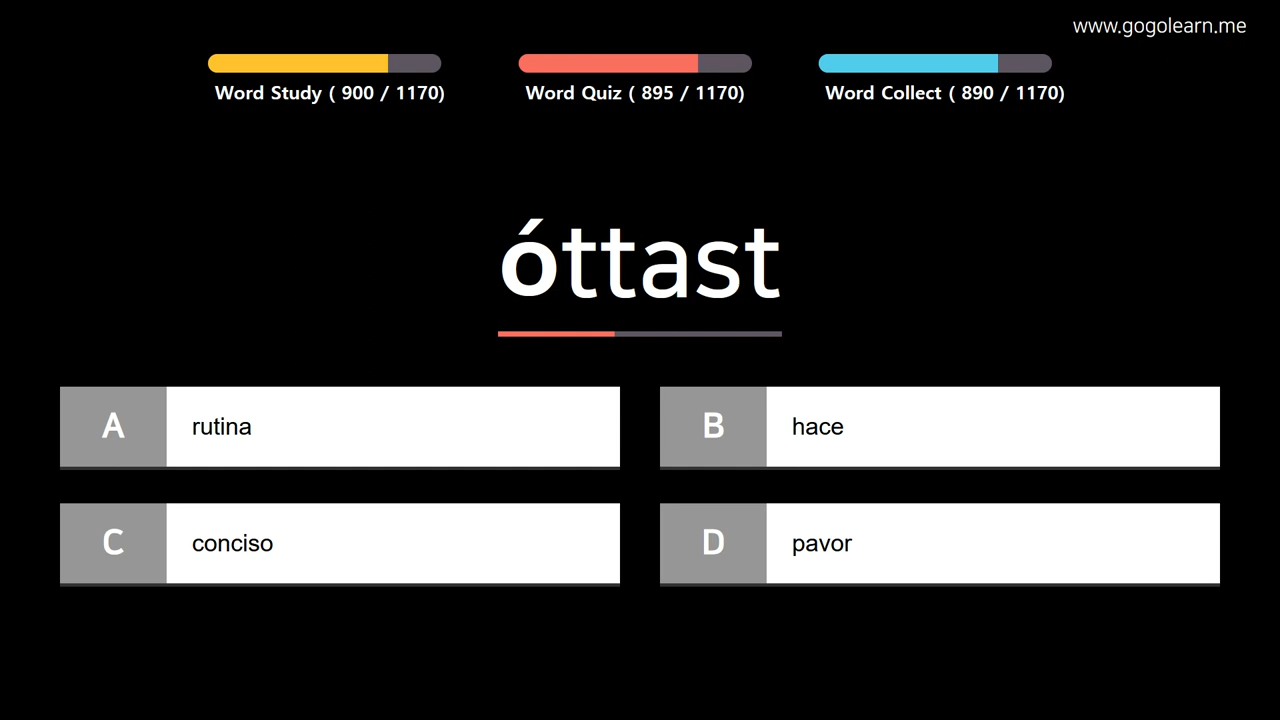 www.gogolearn.me
Word Study ( 900 / 1170)
Word Quiz ( 895 / 1170)
Word Collect ( 890 / 1170)
óttast
A rutina
B hace
C conciso
D pavor